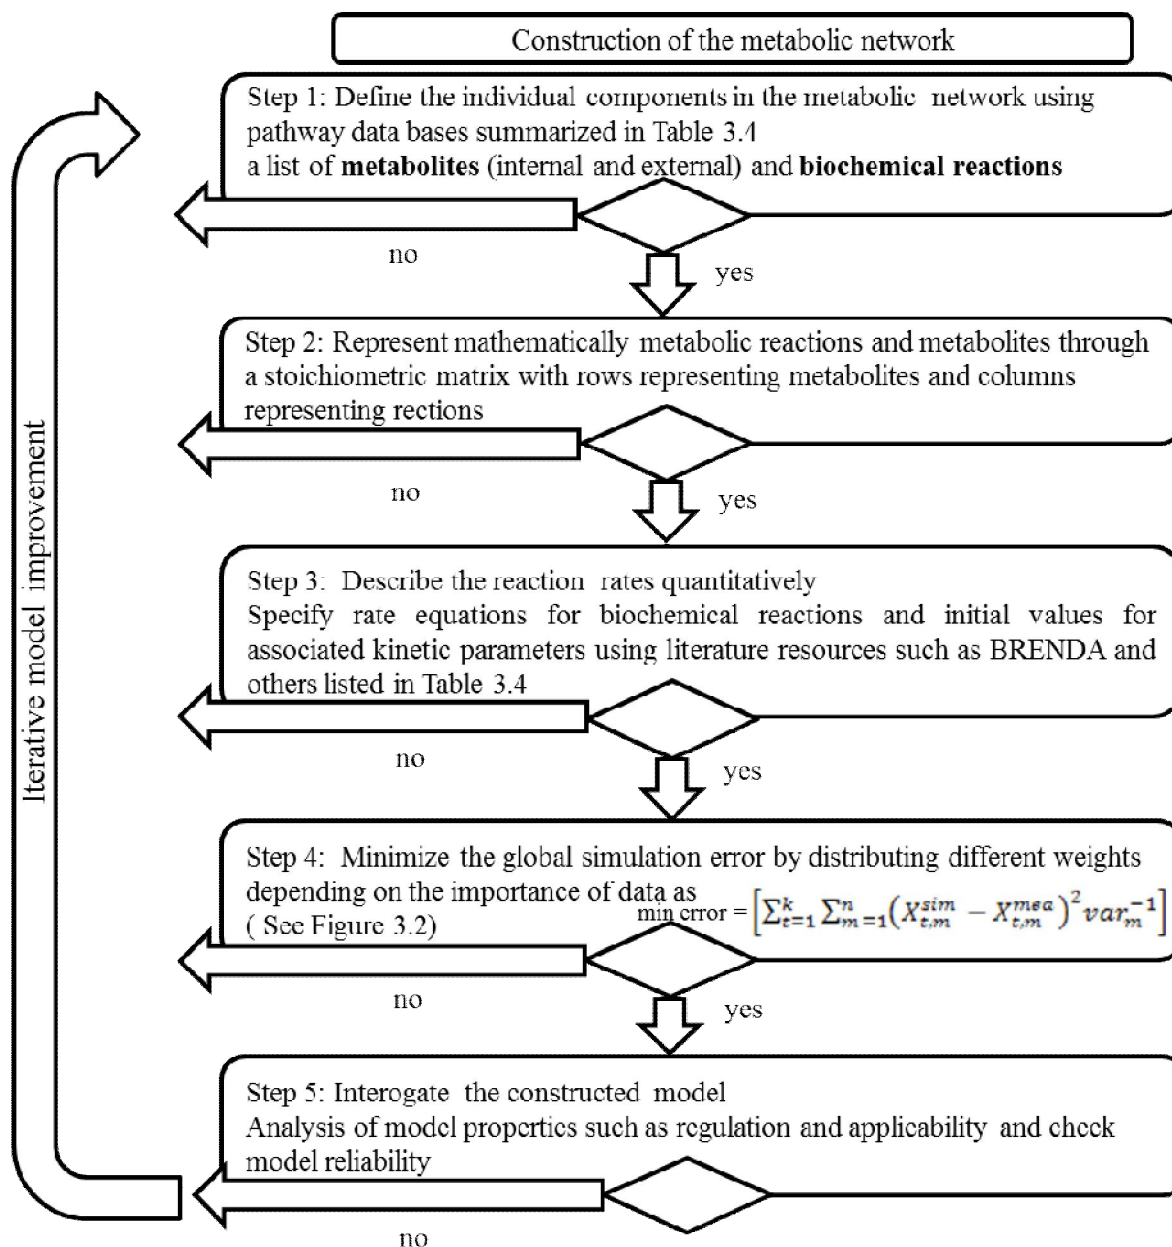 Construction of the metabolic network
Step 1: Define the individual components in the metabolic network using
pathway data bases summarized in Table 3.4
a list of metabolites (internal and external) and biochemical reactions
no
yes
Step 2: Represent mathematically metabolic reactions and metabolites through
a stoichiometric matrix with rows representing metabolites and columns
representing rections
no
yes
Step 3: Describe the reaction rates quantitatively
Specify rate equations for biochemical reactions and initial values for
associated kinetic parameters using literature resources such as BRENDA and
others listed in Table 3.4
no
yes
Step 4: Minimize the global simulation error by distributing different weights
depending on the importance of data as
( See Figure 3.2)
min error = [∑_{t=1}^{k} ∑_{m=1}^{n} (X_{t,m}^{sim} − X_{t,m}^{mea})^2 var_m^{-1}]
no
yes
Step 5: Interogate the constructed model
Analysis of model properties such as regulation and applicability and check
model reliability
no
Iterative model improvement